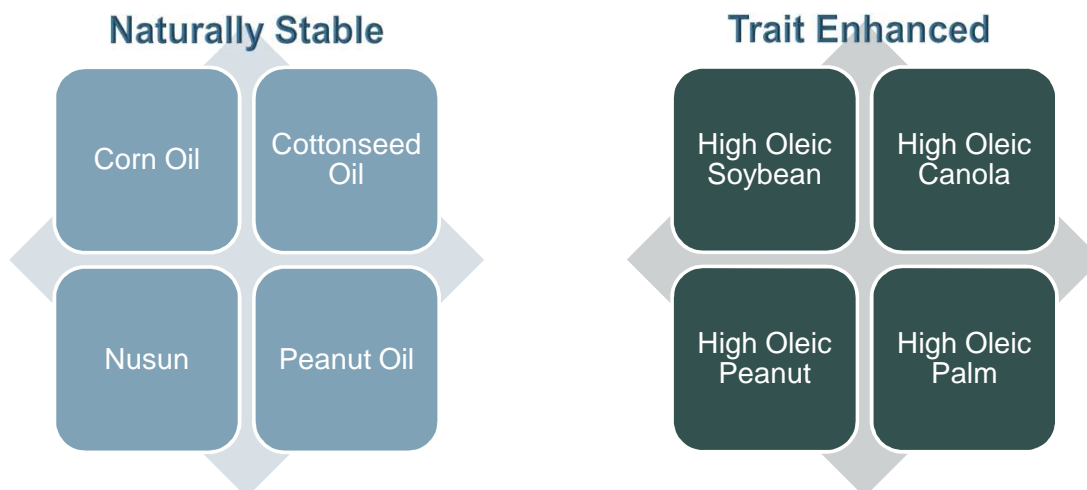 Naturally Stable
Corn Oil
Cottonseed
Oil
Nusun
Peanut Oil
Trait Enhanced
High Oleic
Soybean
High Oleic
Canola
High Oleic
Peanut
High Oleic
Palm